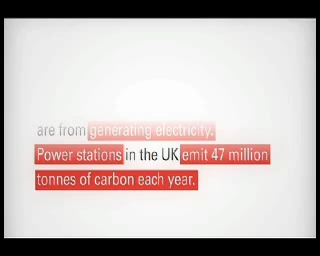 are from generating electricity.
Power stations in the UK emit 47 million
tonnes of carbon each year.